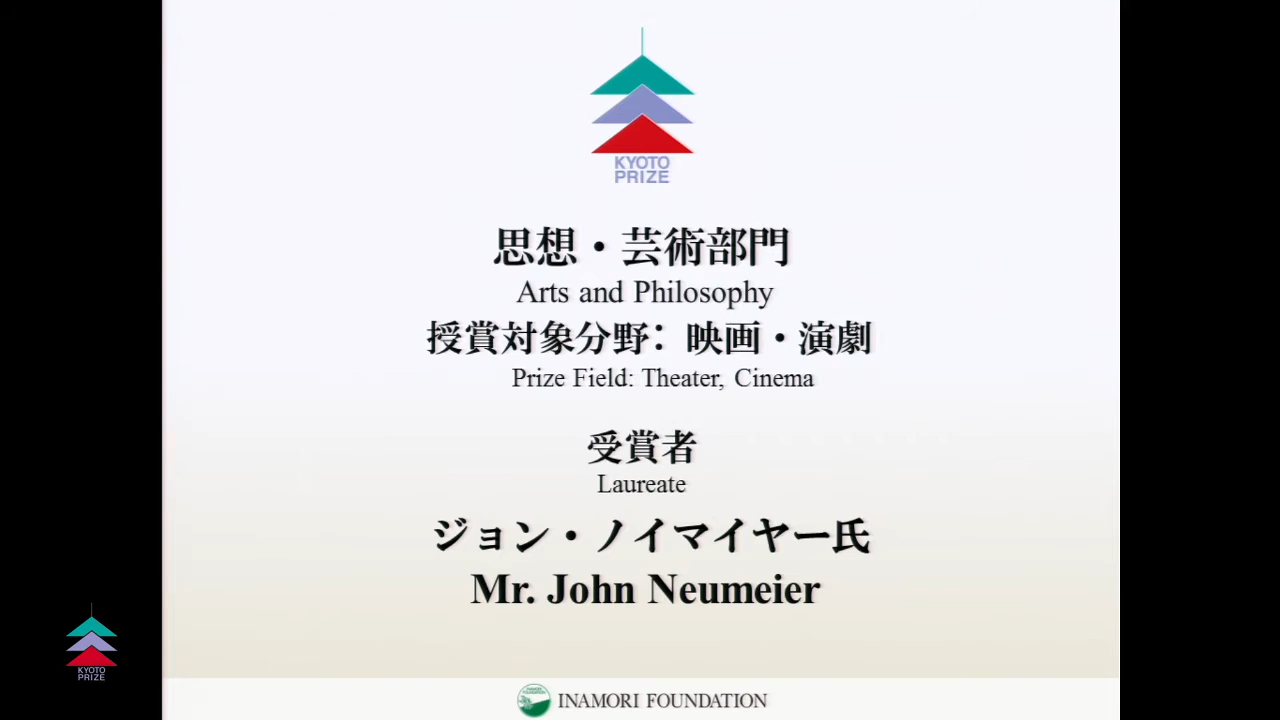 KYOTO
PRIZE
思想・芸術部門
Arts and Philosophy
授賞対象分野：映画・演劇
Prize Field: Theater, Cinema
受賞者
Laureate
ジョン・ノイマイヤー氏
Mr. John Neumeier
KYOTO
PRIZE
INAMORI FOUNDATION